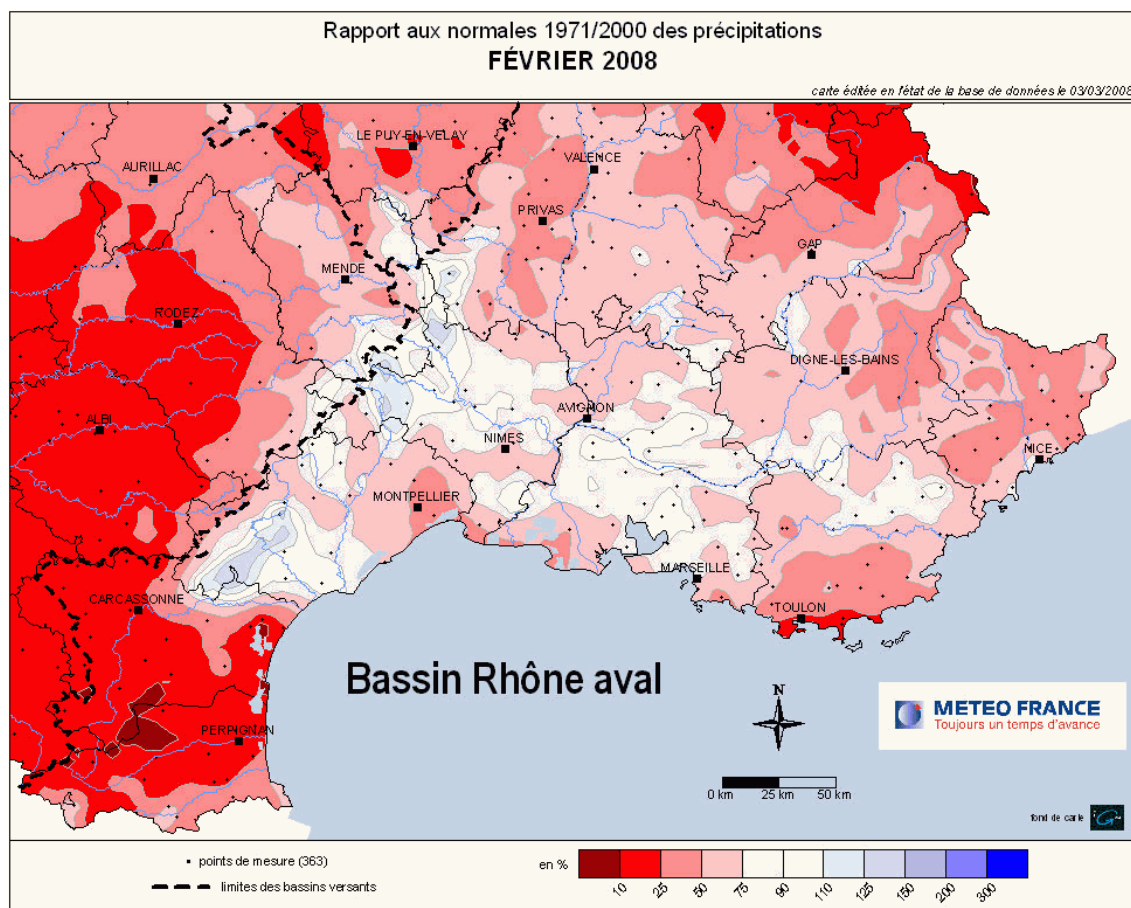 Rapport aux normales 1971/2000 des précipitations
FÉVRIER 2008
carte éditée en l'état de la base de données le 03/03/2008
LE PUY-EN-VELAY
AURILLAC
VALENCE
PRIVAS
GAP
MENDE
RODEZ
DIGNE-LES-BAINS
ALBI
AVIGNON
NIMES
NICE
MONTPELLIER
MARSEILLE
CARCASSONNE
TOULON
Bassin Rhône aval
N
METEO FRANCE
Toujours un temps d'avance
PERPIGNAN
0 km 25 km 50 km
fond de carte
points de mesure (363)
limites des bassins versants
en %
10 25 50 75 90 110 125 150 200 300